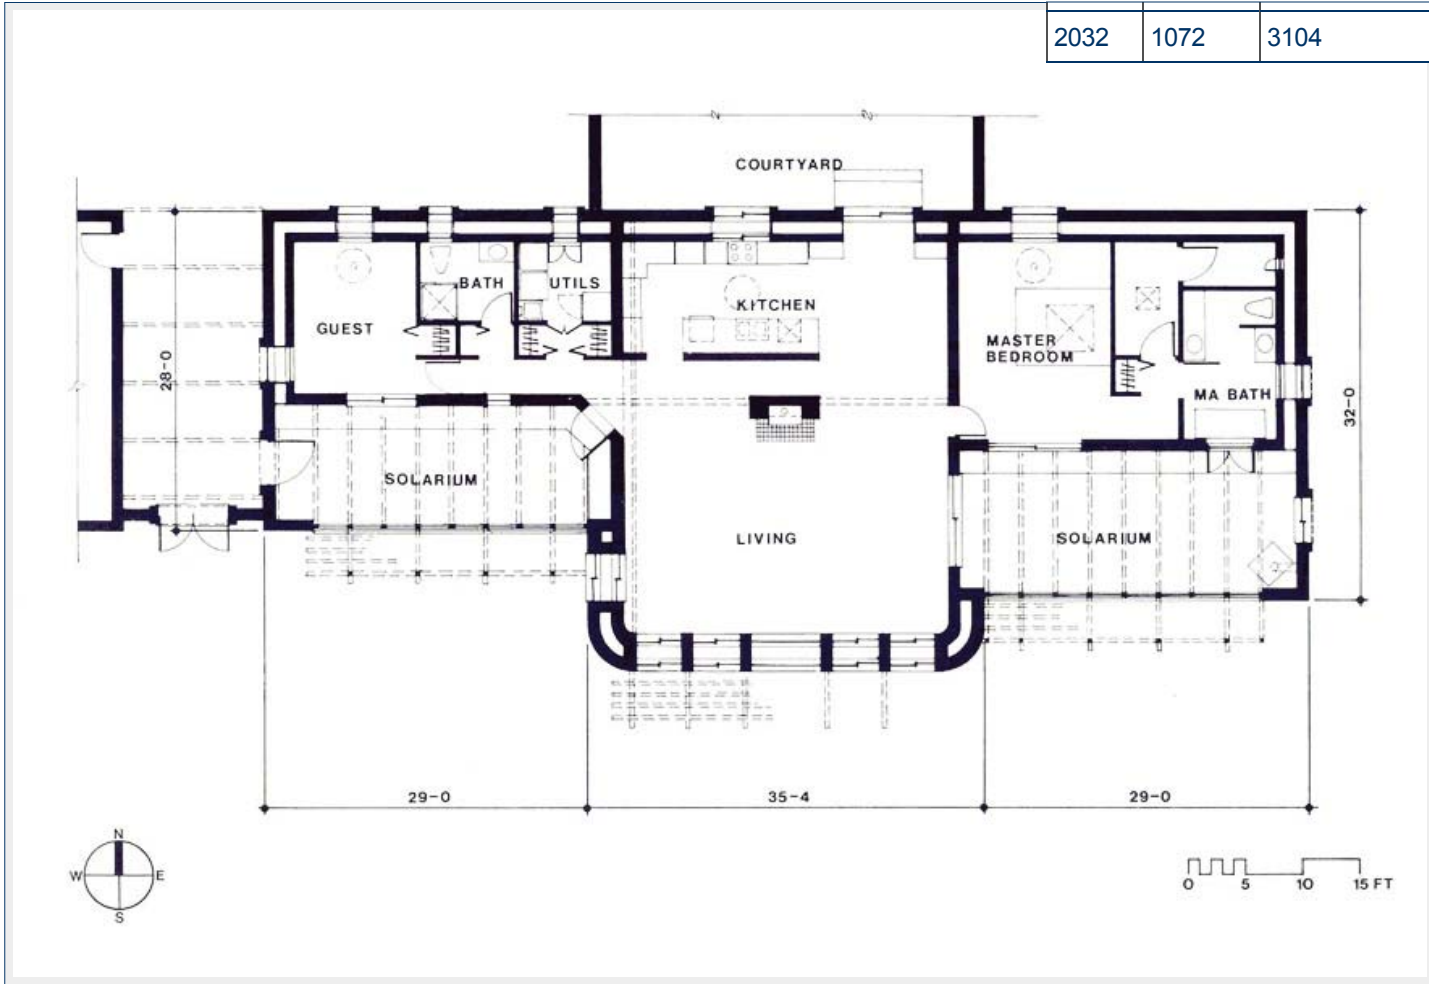 2032 1072 3104
COURTYARD
BATH
UTILS
KITCHEN
GUEST
MASTER
BEDROOM
28-0
MA BATH
32-0
SOLARIUM
LIVING
SOLARIUM
29-0
35-4
29-0
N
W E
S
0 5 10 15 FT